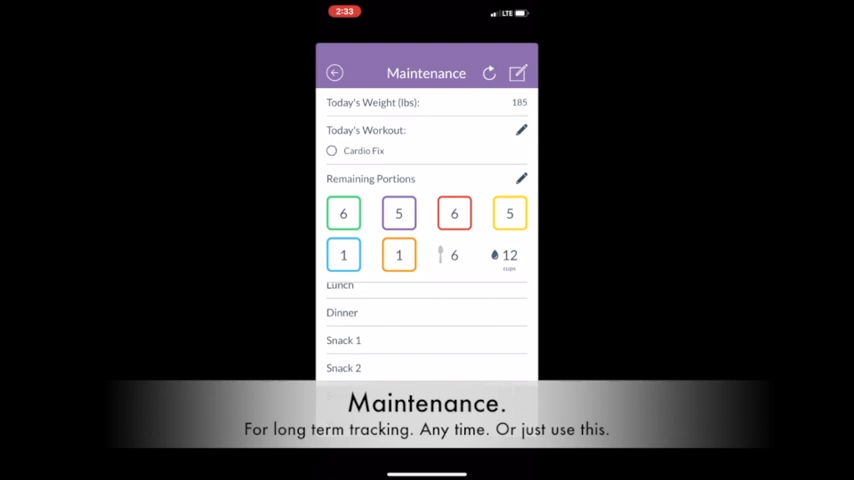 2:33
LTE
Maintenance
Today's Weight (lbs):
185
Today's Workout:
Cardio Fix
Remaining Portions
6 5 6 5
1 1 6 12
cups
Lunch
Dinner
Snack 1
Snack 2
Maintenance.
For long term tracking. Any time. Or just use this.